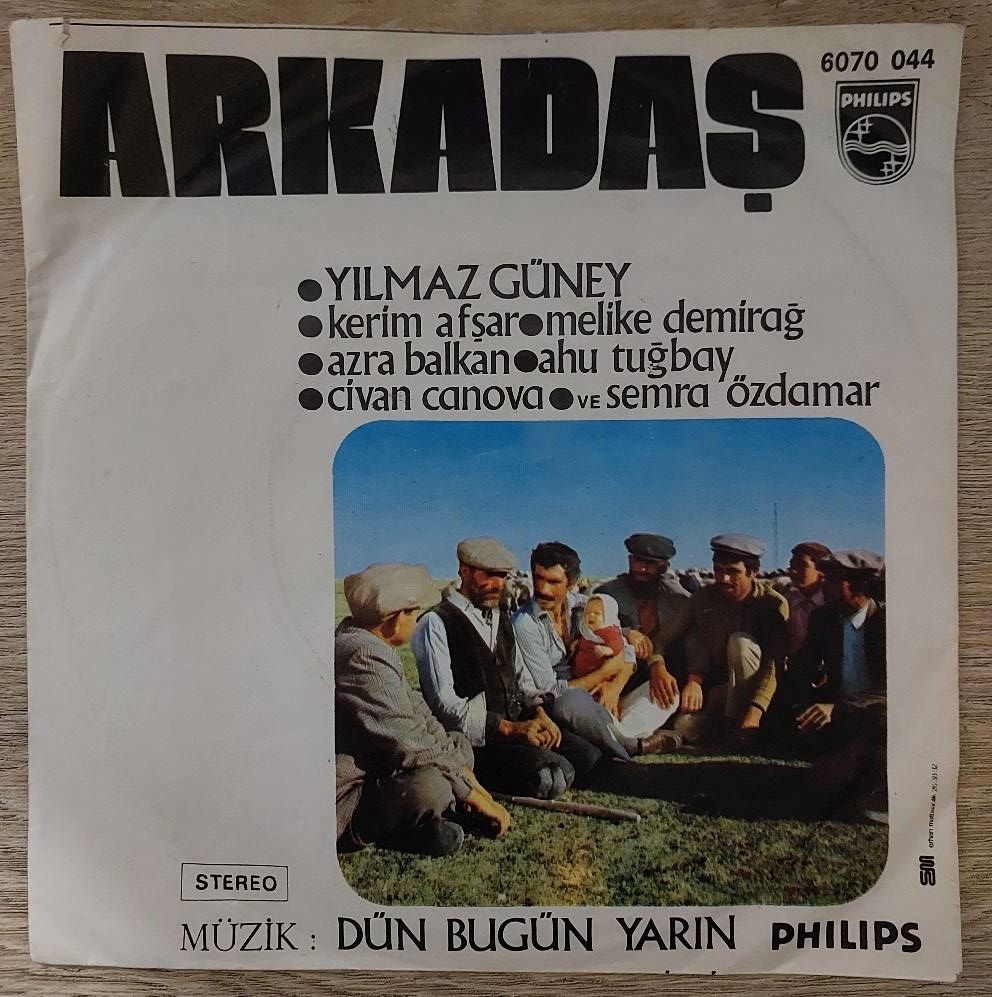 ARKADAŞ
6070 044
PHILIPS
●YILMAZ GÜNEY
●kerim afşar●melike demirağ
●azra balkan●ahu tuğbay
●civan canova●VE semra özdamar
STEREO
MÜZİK : DÜN BUGÜN YARIN PHILIPS